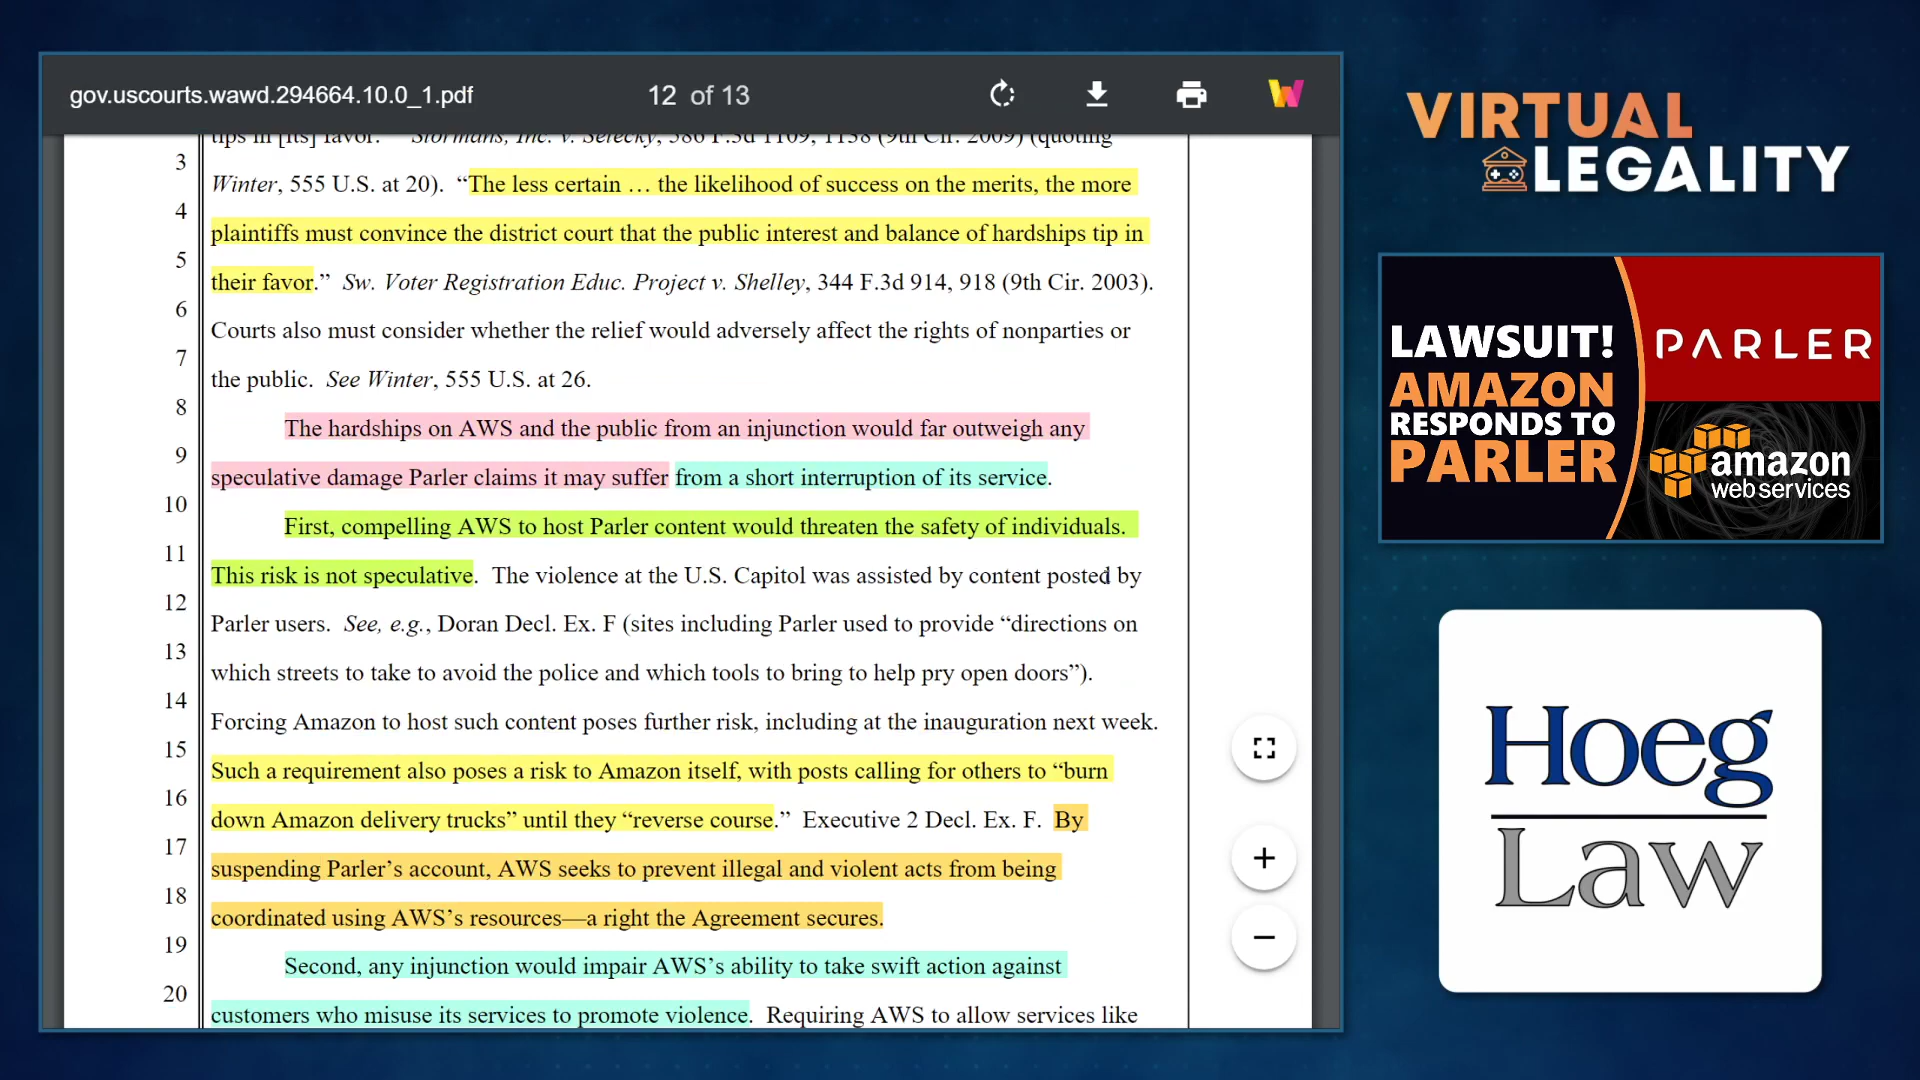 gov.uscourts.wawd.294664.10.0_1.pdf
12 of 13
tips in [its] favor.” Stormans, Inc. v. Selecky, 586 F.3d 1109, 1138 (9th Cir. 2009) (quoting
3
Winter, 555 U.S. at 20). “The less certain … the likelihood of success on the merits, the more
4
plaintiffs must convince the district court that the public interest and balance of hardships tip in
5
their favor.” Sw. Voter Registration Educ. Project v. Shelley, 344 F.3d 914, 918 (9th Cir. 2003).
6
Courts also must consider whether the relief would adversely affect the rights of nonparties or
7
the public. See Winter, 555 U.S. at 26.
8
The hardships on AWS and the public from an injunction would far outweigh any
9
speculative damage Parler claims it may suffer from a short interruption of its service.
10
First, compelling AWS to host Parler content would threaten the safety of individuals.
11
This risk is not speculative. The violence at the U.S. Capitol was assisted by content posted by
12
Parler users. See, e.g., Doran Decl. Ex. F (sites including Parler used to provide “directions on
13
which streets to take to avoid the police and which tools to bring to help pry open doors”).
14
Forcing Amazon to host such content poses further risk, including at the inauguration next week.
15
Such a requirement also poses a risk to Amazon itself, with posts calling for others to “burn
16
down Amazon delivery trucks” until they “reverse course.” Executive 2 Decl. Ex. F. By
17
suspending Parler’s account, AWS seeks to prevent illegal and violent acts from being
18
coordinated using AWS’s resources—a right the Agreement secures.
19
Second, any injunction would impair AWS’s ability to take swift action against
20
customers who misuse its services to promote violence. Requiring AWS to allow services like
VIRTUAL
LEGALITY
LAWSUIT!
AMAZON
RESPONDS TO
PARLER
PARLER
amazon
web services
Hoeg
Law